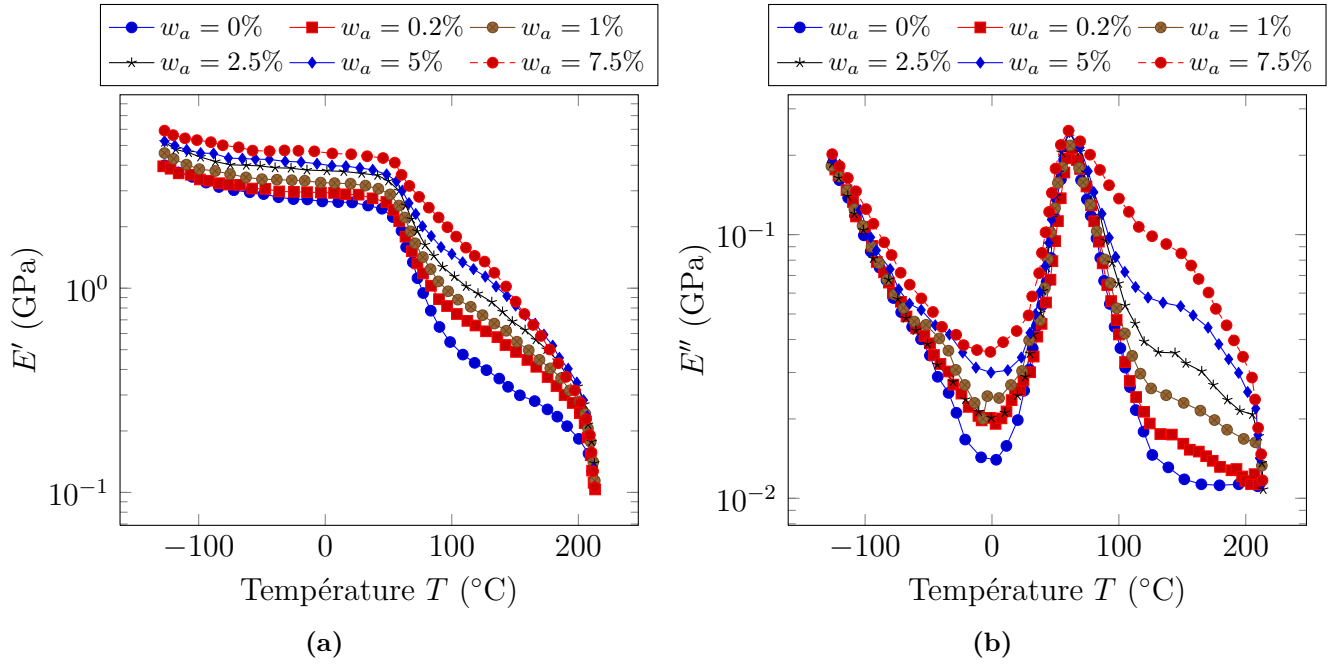 w_a = 0% w_a = 0.2% w_a = 1%
w_a = 2.5% w_a = 5% w_a = 7.5%
10^0
10^−1
E′ (GPa)
−100 0 100 200
Température T (°C)
(a)
w_a = 0% w_a = 0.2% w_a = 1%
w_a = 2.5% w_a = 5% w_a = 7.5%
10^−1
10^−2
E″ (GPa)
−100 0 100 200
Température T (°C)
(b)